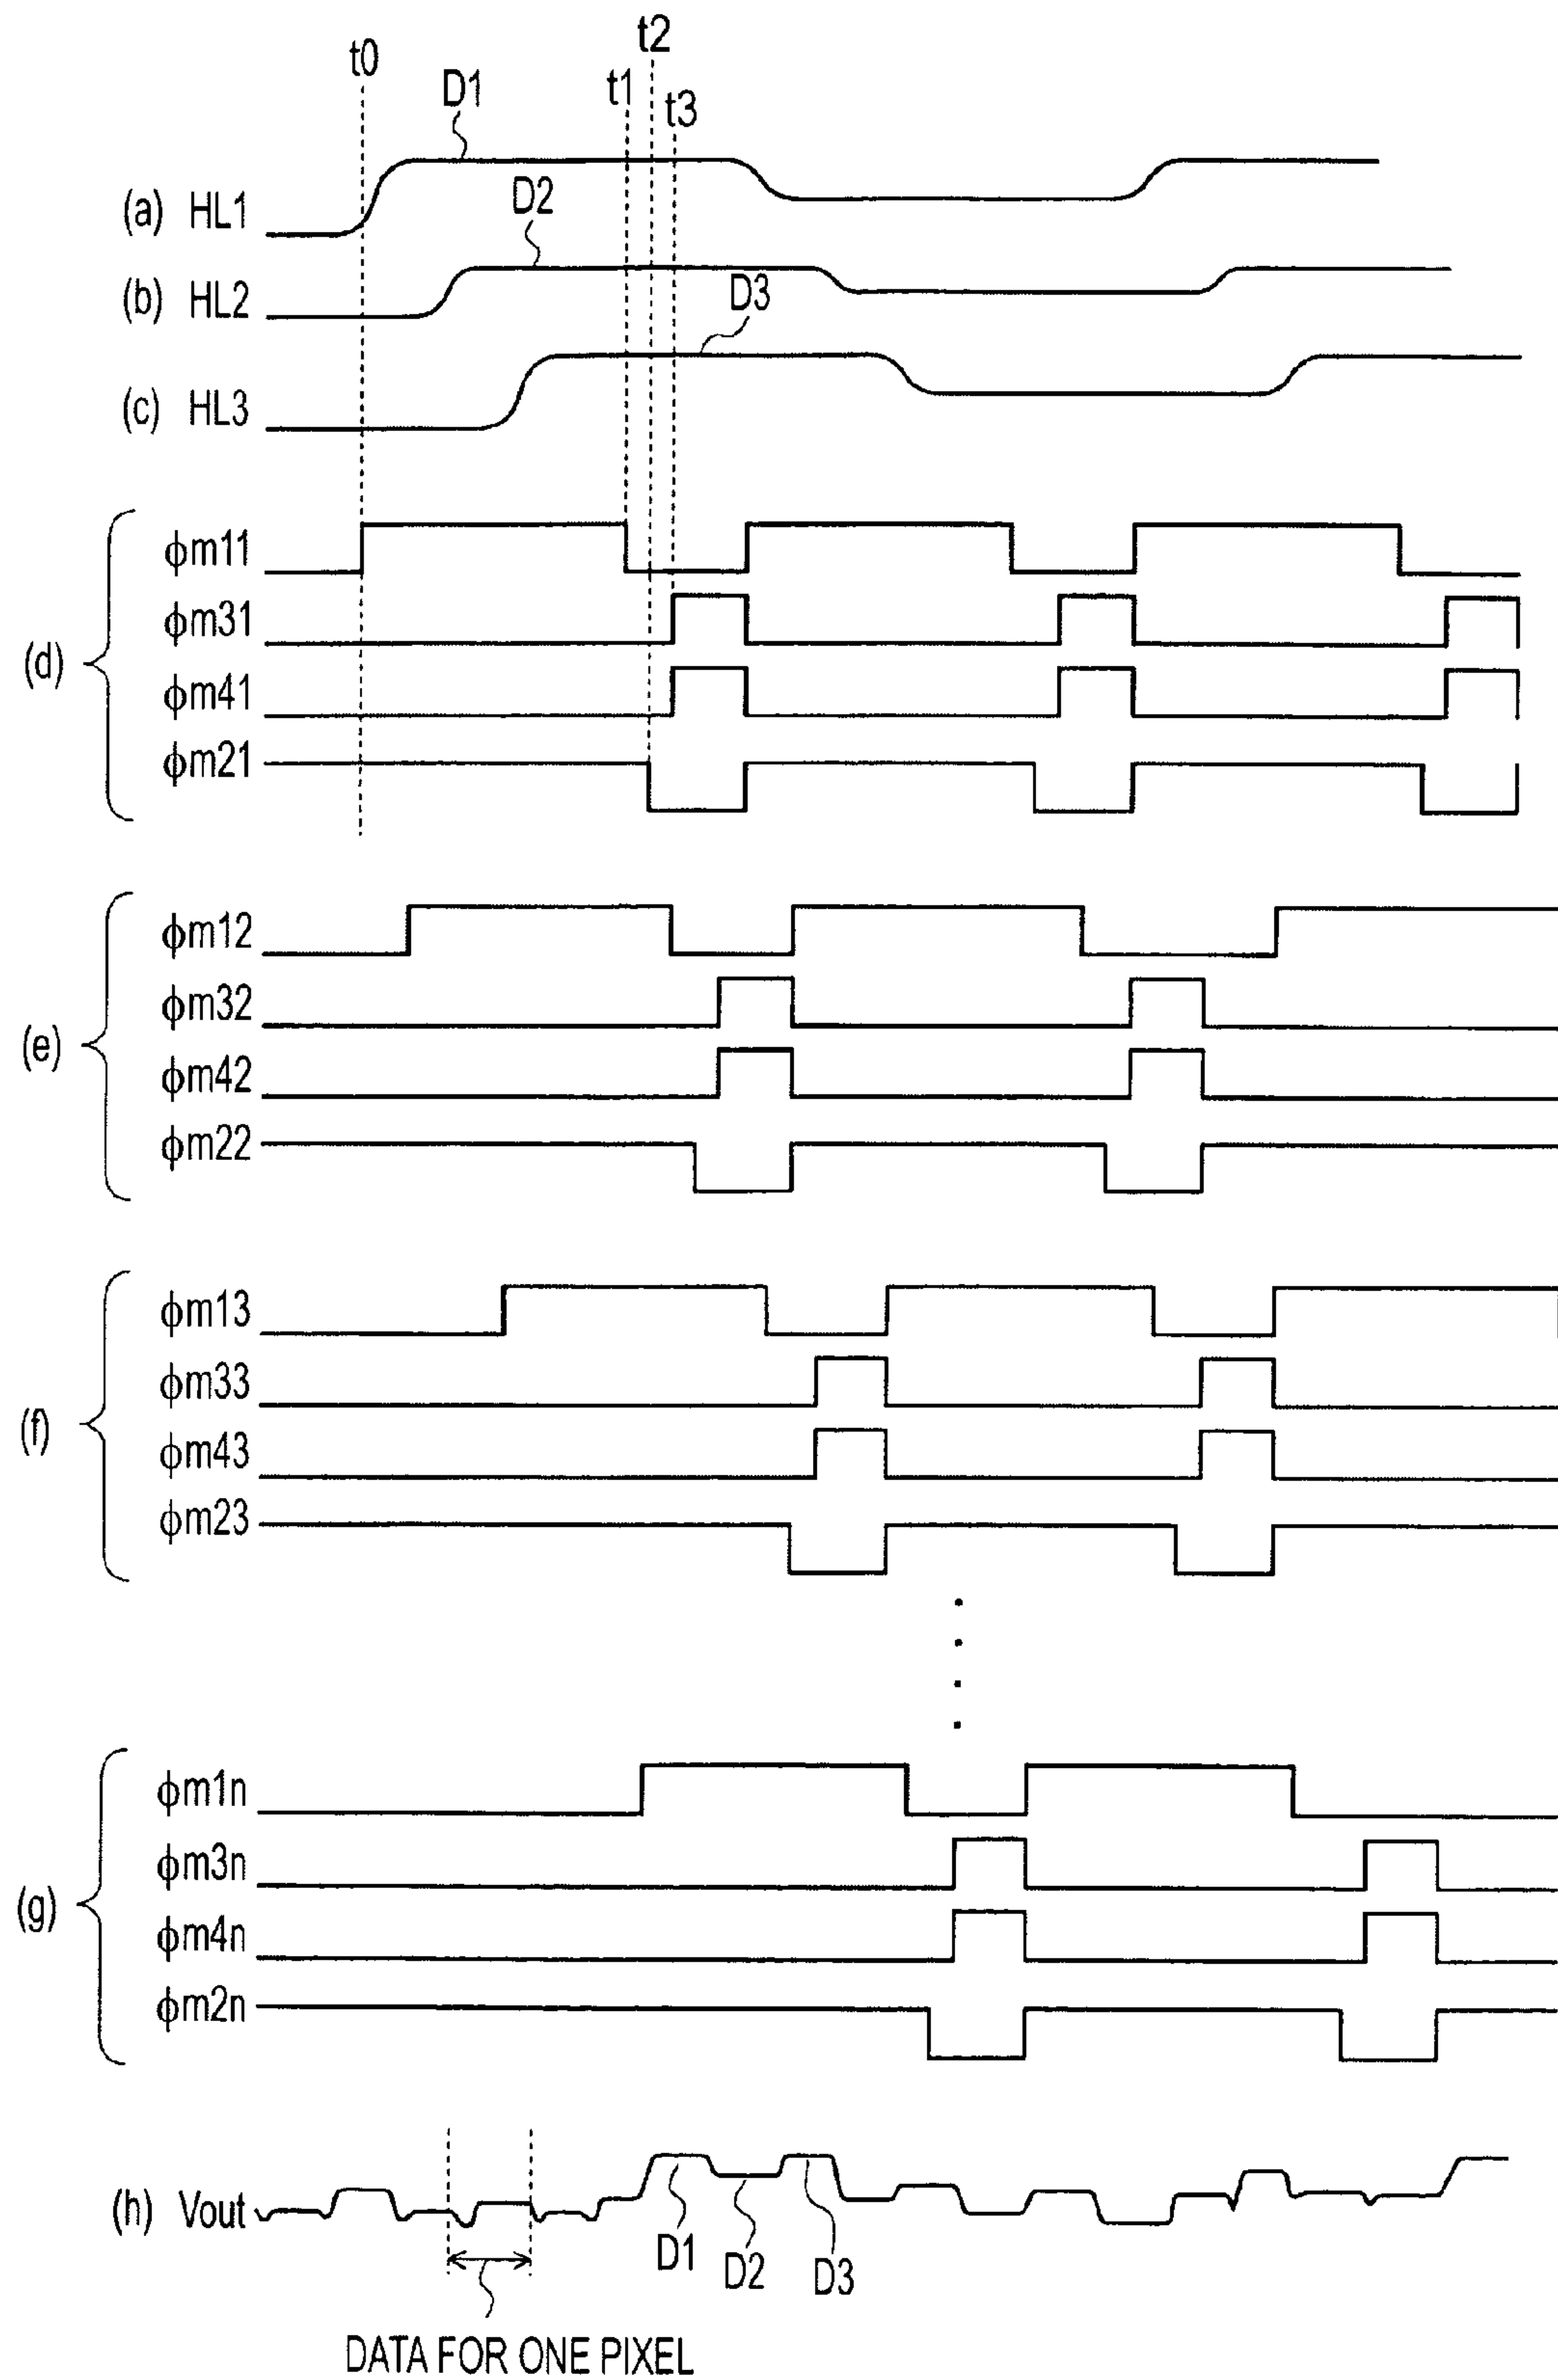 t0
t1
t2
t3
D1
(a) HL1
D2
(b) HL2
D3
(c) HL3
(d)
ϕm11
ϕm31
ϕm41
ϕm21
(e)
ϕm12
ϕm32
ϕm42
ϕm22
(f)
ϕm13
ϕm33
ϕm43
ϕm23
(g)
ϕm1n
ϕm3n
ϕm4n
ϕm2n
(h) Vout
D1
D2
D3
DATA FOR ONE PIXEL